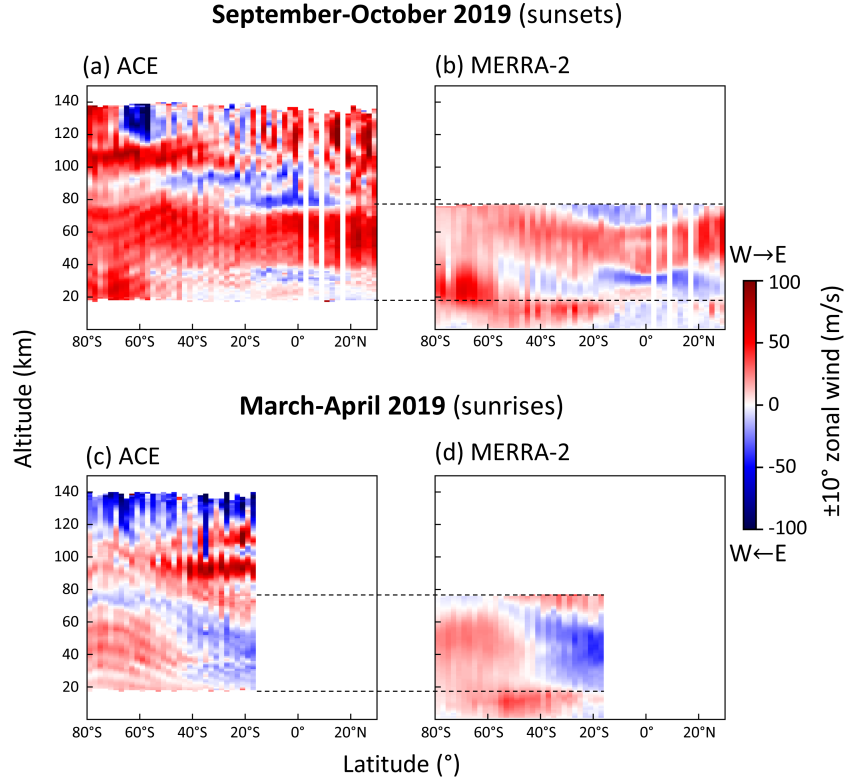 September-October 2019 (sunsets)
(a) ACE
(b) MERRA-2
140
120
100
80
60
40
20
80°S 60°S 40°S 20°S 0° 20°N
80°S 60°S 40°S 20°S 0° 20°N
W→E
100
50
0
-50
-100
W←E
±10° zonal wind (m/s)
Altitude (km)
March-April 2019 (sunrises)
(c) ACE
(d) MERRA-2
140
120
100
80
60
40
20
80°S 60°S 40°S 20°S 0° 20°N
80°S 60°S 40°S 20°S 0° 20°N
Latitude (°)